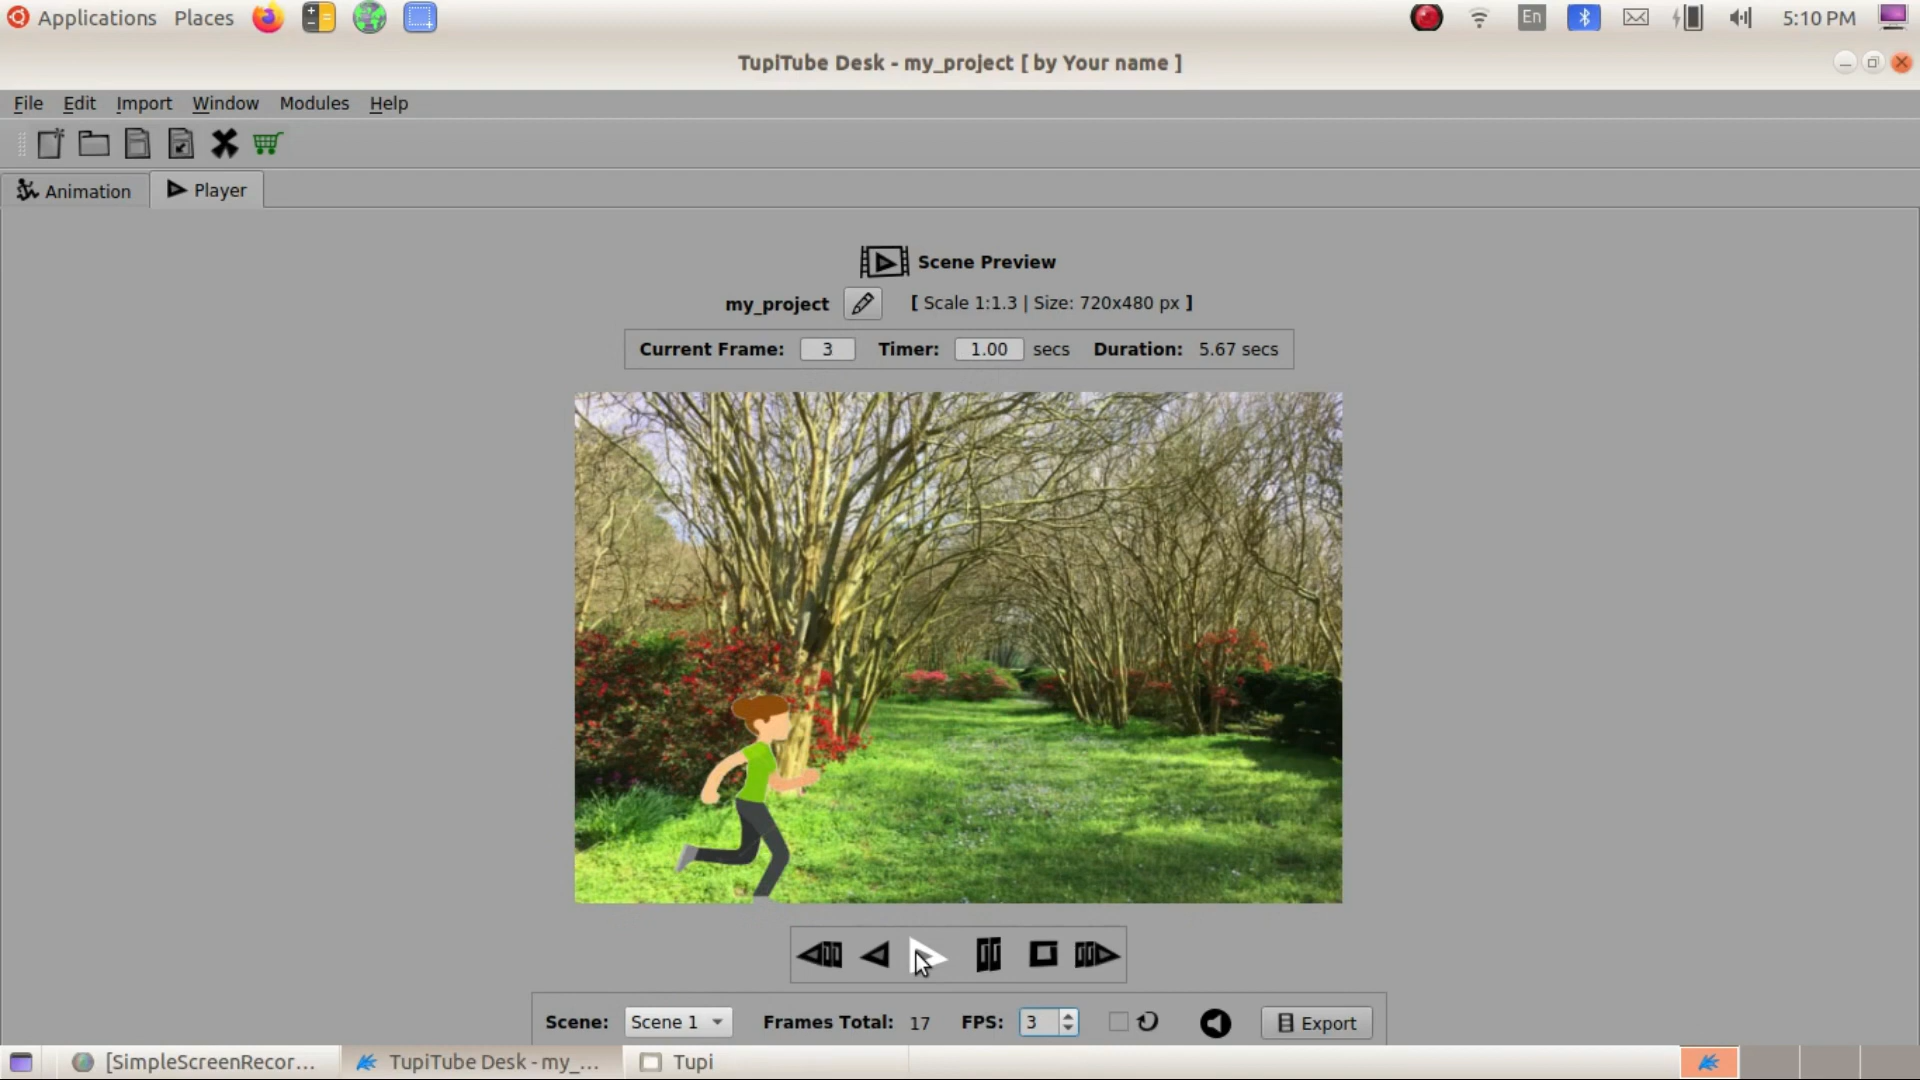 Applications Places En 5:10 PM
TupiTube Desk - my_project [ by Your name ]
File Edit Import Window Modules Help
Animation Player
Scene Preview
my_project [ Scale 1:1.3 | Size: 720x480 px ]
Current Frame: 3 Timer: 1.00 secs Duration: 5.67 secs
Scene: Scene 1 Frames Total: 17 FPS: 3 Export
[SimpleScreenRecor... TupiTube Desk - my_... Tupi